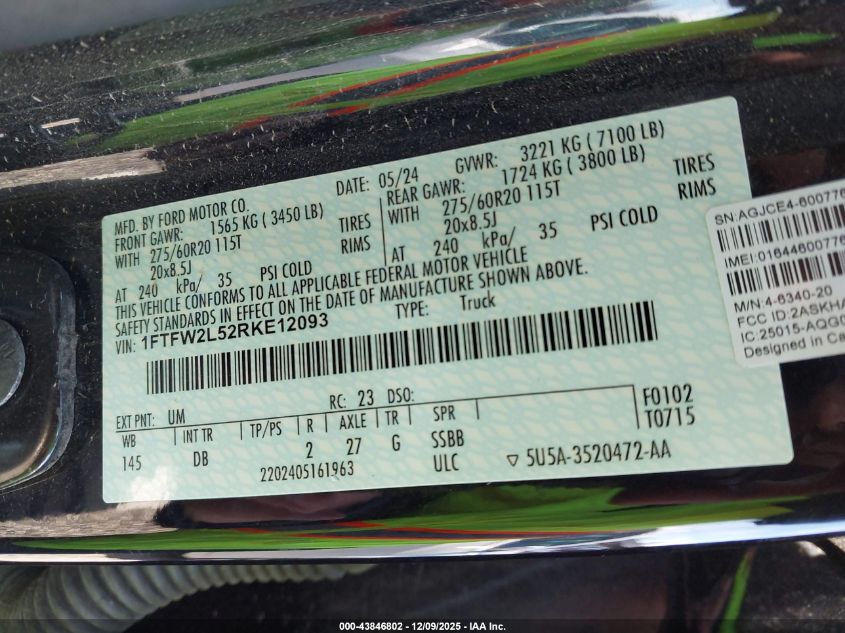 MFD. BY FORD MOTOR CO.
DATE: 05/24 GVWR: 3221 KG ( 7100 LB)
FRONT GAWR: 1565 KG ( 3450 LB) REAR GAWR: 1724 KG ( 3800 LB)
WITH 275/60R20 115T TIRES WITH 275/60R20 115T TIRES
20x8.5J RIMS 20x8.5J RIMS
AT 240 kPa/ 35 PSI COLD AT 240 kPa/ 35 PSI COLD
THIS VEHICLE CONFORMS TO ALL APPLICABLE FEDERAL MOTOR VEHICLE
SAFETY STANDARDS IN EFFECT ON THE DATE OF MANUFACTURE SHOWN ABOVE.
VIN: 1FTFW2L52RKE12093 TYPE: Truck
EXT PNT: UM RC: 23 DSO: F0102
WB INT TR TP/PS R AXLE TR SPR T0715
145 DB 2 27 G SSBB
2202405161963 ULC ▽ 5U5A-3520472-AA
SN:AGJCE4-600776
IMEI:01644600776
M/N:4-6340-20
FCC ID:2ASKHA
IC:25015-AQG
Designed in Ca
000-43846802 - 12/09/2025 - IAA Inc.